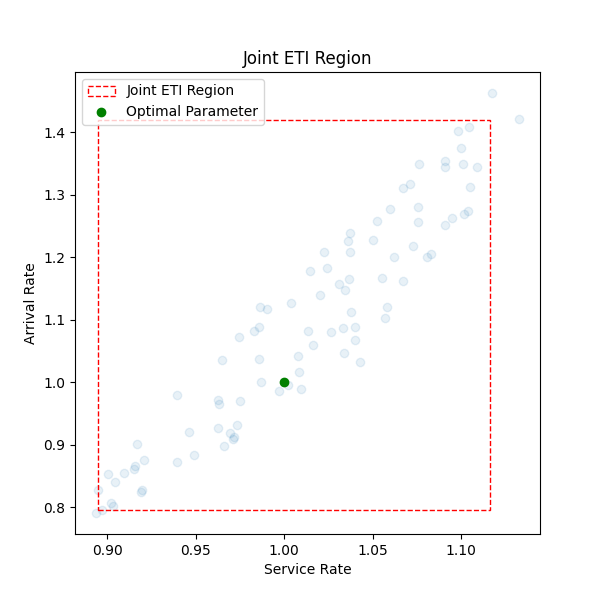 Joint ETI Region
Joint ETI Region
Optimal Parameter
1.4
1.3
1.2
1.1
1.0
0.9
0.8
Arrival Rate
0.90
0.95
1.00
1.05
1.10
Service Rate